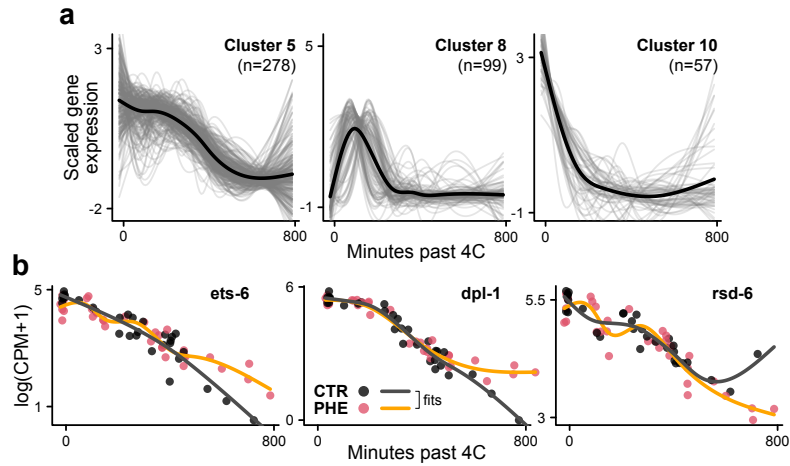 a
Scaled gene
expression
3
-2
0
800
Cluster 5
(n=278)
5
-1
0
800
Cluster 8
(n=99)
3
-1
0
800
Cluster 10
(n=57)
Minutes past 4C
b
log(CPM+1)
5
1
0
800
ets-6
6
0
0
800
dpl-1
CTR
PHE
fits
5.5
3
0
800
rsd-6
Minutes past 4C